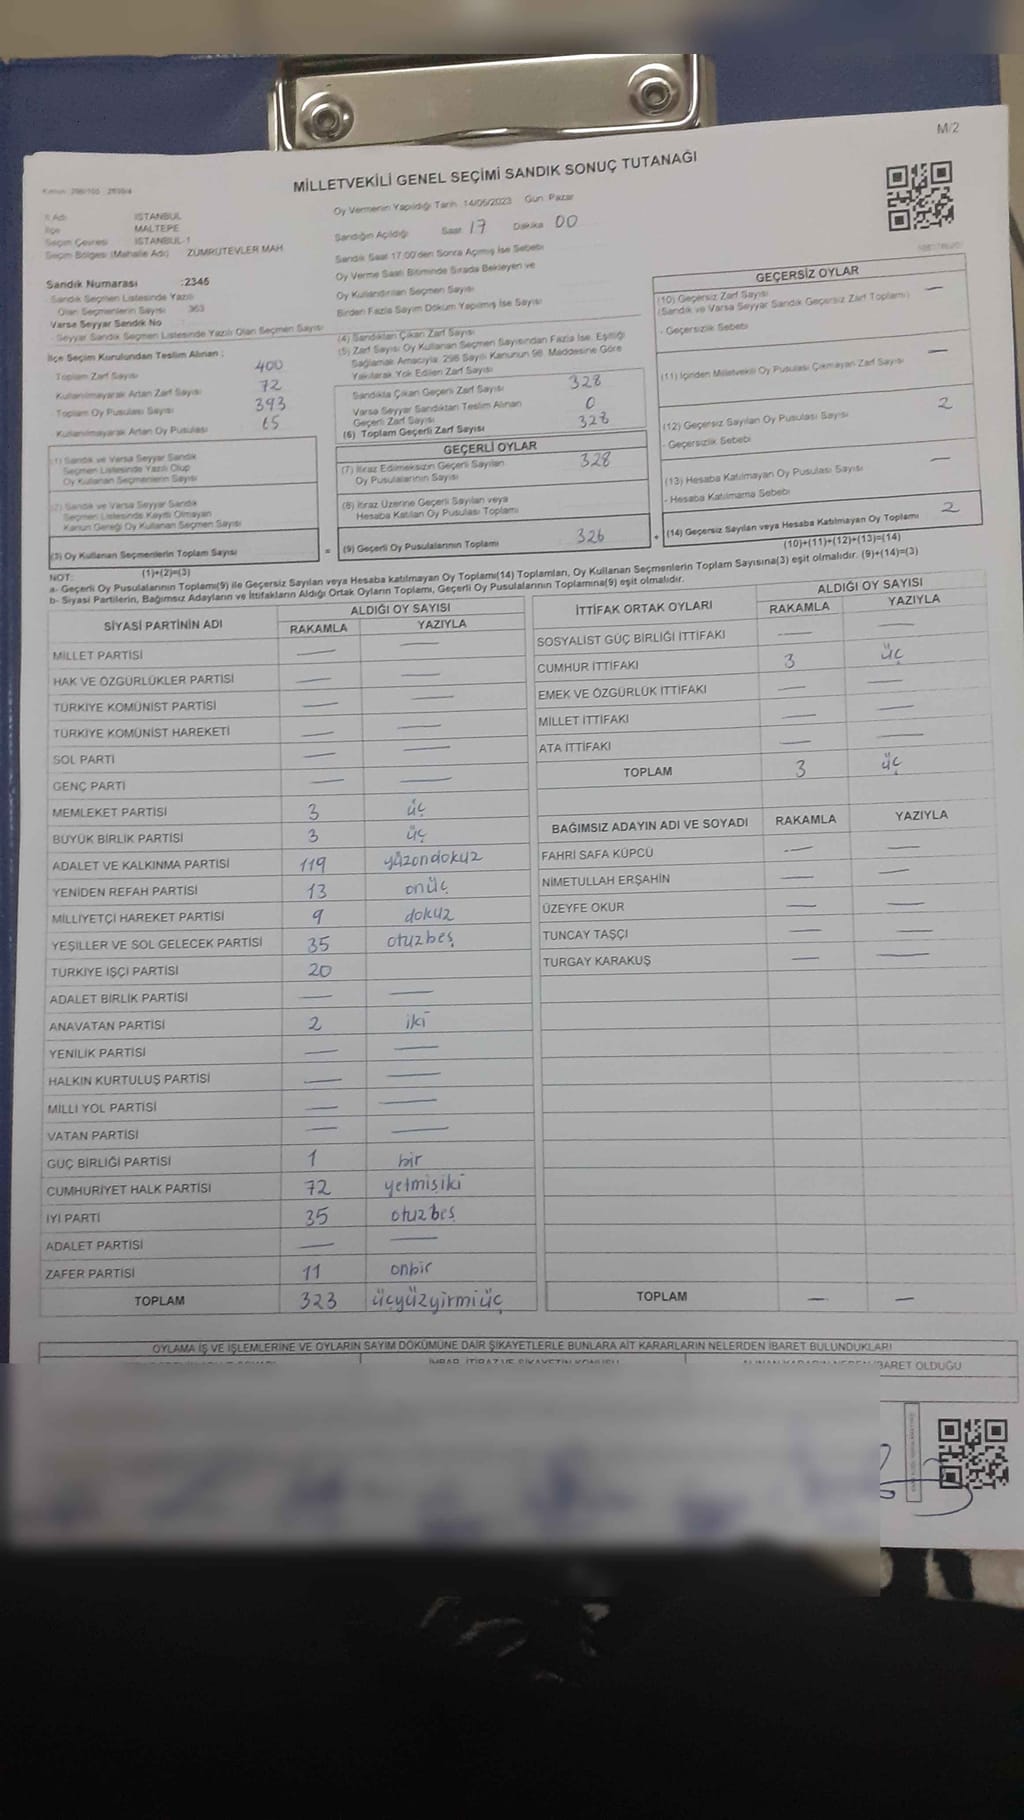 M/2
MİLLETVEKİLİ GENEL SEÇİMİ SANDIK SONUÇ TUTANAĞI
İl Adı İSTANBUL
İlçe MALTEPE
Seçim Çevresi İSTANBUL-1
Seçim Bölgesi (Mahalle Adı) ZÜMRÜTEVLER MAH
Sandık Numarası :2346
Sandık Seçmen Listesinde Yazılı
Olan Seçmenlerin Sayısı 363
Varsa Seyyar Sandık No
- Seyyar Sandık Seçmen Listesinde Yazılı Olan Seçmen Sayısı
İlçe Seçim Kurulundan Teslim Alınan :
Toplam Zarf Sayısı 400
Kullanılmayarak Artan Zarf Sayısı 72
Toplam Oy Pusulası Sayısı 393
Kullanılmayarak Artan Oy Pusulası 65
(1) Sandık ve Varsa Seyyar Sandık
Seçmen Listesinde Yazılı Olup
Oy Kullanan Seçmenlerin Sayısı
(2) Sandık ve Varsa Seyyar Sandık
Seçmen Listesinde Kayıtlı Olmayan
Kanun Gereği Oy Kullanan Seçmen Sayısı
(3) Oy Kullanan Seçmenlerin Toplam Sayısı =
(1)+(2)=(3)
Oy Vermenin Yapıldığı Tarih :14/05/2023 Gün: Pazar
Sandığın Açıldığı Saat 17 Dakika 00
Sandık Saat 17:00'den Sonra Açmış İse Sebebi
Oy Verme Saati Bitiminde Sırada Bekleyen ve
Oy Kullandırılan Seçmen Sayısı
Birden Fazla Sayım Döküm Yapılmış İse Sayısı
(4) Sandıktan Çıkan Zarf Sayısı
(5) Zarf Sayısı Oy Kullanan Seçmen Sayısından Fazla İse, Eşitliği
Sağlamak Amacıyla, 298 Sayılı Kanunun 98. Maddesine Göre
Yakılarak Yok Edilen Zarf Sayısı
Sandıkta Çıkan Geçerli Zarf Sayısı 328
Varsa Seyyar Sandıktan Teslim Alınan
Geçerli Zarf Sayısı 0
(6) Toplam Geçerli Zarf Sayısı 328
GEÇERLİ OYLAR
(7) İtiraz Edilmeksizin Geçerli Sayılan
Oy Pusulalarının Sayısı 328
(8) İtiraz Üzerine Geçerli Sayılan veya
Hesaba Katılan Oy Pusulası Toplamı
(9) Geçerli Oy Pusulalarının Toplamı 326 +
GEÇERSİZ OYLAR
(10) Geçersiz Zarf Sayısı —
(Sandık ve Varsa Seyyar Sandık Geçersiz Zarf Toplamı)
- Geçersizlik Sebebi
(11) İçinden Milletvekili Oy Pusulası Çıkmayan Zarf Sayısı —
(12) Geçersiz Sayılan Oy Pusulası Sayısı 2
- Geçersizlik Sebebi
(13) Hesaba Katılmayan Oy Pusulası Sayısı —
- Hesaba Katılmama Sebebi
(14) Geçersiz Sayılan veya Hesaba Katılmayan Oy Toplamı 2
(10)+(11)+(12)+(13)=(14)
NOT:
a- Geçerli Oy Pusulalarının Toplamı(9) ile Geçersiz Sayılan veya Hesaba katılmayan Oy Toplamı(14) Toplamları, Oy Kullanan Seçmenlerin Toplam Sayısına(3) eşit olmalıdır. (9)+(14)=(3)
b- Siyasi Partilerin, Bağımsız Adayların ve İttifakların Aldığı Ortak Oyların Toplamı, Geçerli Oy Pusulalarının Toplamına(9) eşit olmalıdır.
SİYASİ PARTİNİN ADI ALDIĞI OY SAYISI
RAKAMLA YAZIYLA
MİLLET PARTİSİ — —
HAK VE ÖZGÜRLÜKLER PARTİSİ — —
TÜRKİYE KOMÜNİST PARTİSİ — —
TÜRKİYE KOMÜNİST HAREKETİ — —
SOL PARTİ — —
GENÇ PARTİ — —
MEMLEKET PARTİSİ 3 üç
BÜYÜK BİRLİK PARTİSİ 3 üç
ADALET VE KALKINMA PARTİSİ 119 yüzondokuz
YENİDEN REFAH PARTİSİ 13 onüç
MİLLİYETÇİ HAREKET PARTİSİ 9 dokuz
YEŞİLLER VE SOL GELECEK PARTİSİ 35 otuzbeş
TÜRKİYE İŞÇİ PARTİSİ 20
ADALET BİRLİK PARTİSİ — —
ANAVATAN PARTİSİ 2 iki
YENİLİK PARTİSİ — —
HALKIN KURTULUŞ PARTİSİ — —
MİLLİ YOL PARTİSİ — —
VATAN PARTİSİ — —
GÜÇ BİRLİĞİ PARTİSİ 1 bir
CUMHURİYET HALK PARTİSİ 72 yetmişiki
İYİ PARTİ 35 otuzbeş
ADALET PARTİSİ — —
ZAFER PARTİSİ 11 onbir
TOPLAM 323 üçyüzyirmiüç
İTTİFAK ORTAK OYLARI ALDIĞI OY SAYISI
RAKAMLA YAZIYLA
SOSYALİST GÜÇ BİRLİĞİ İTTİFAKI — —
CUMHUR İTTİFAKI 3 üç
EMEK VE ÖZGÜRLÜK İTTİFAKI — —
MİLLET İTTİFAKI — —
ATA İTTİFAKI — —
TOPLAM 3 üç
BAĞIMSIZ ADAYIN ADI VE SOYADI RAKAMLA YAZIYLA
FAHRİ SAFA KÜPCÜ — —
NİMETULLAH ERŞAHİN — —
ÜZEYFE OKUR — —
TUNCAY TAŞÇI — —
TURGAY KARAKUŞ — —
TOPLAM — —
OYLAMA İŞ VE İŞLEMLERİNE VE OYLARIN SAYIM DÖKÜMÜNE DAİR ŞİKAYETLERLE BUNLARA AİT KARARLARIN NELERDEN İBARET BULUNDUKLARI
İHBAR, İTİRAZ VE ŞİKAYETİN KONUSU İBARET OLDUĞU